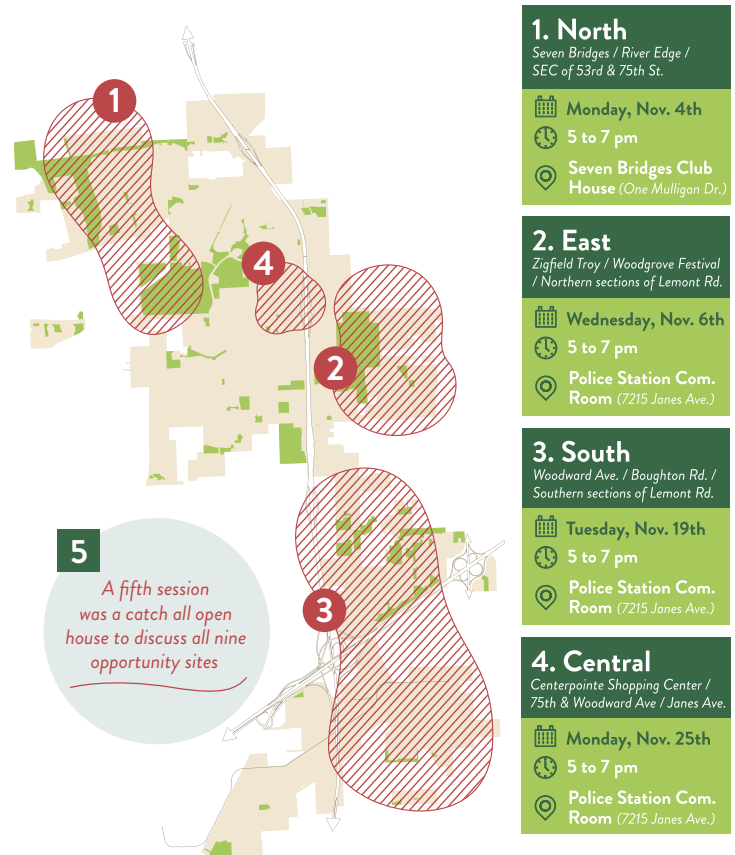 1
4
2
3
5
A fifth session
was a catch all open
house to discuss all nine
opportunity sites
1. North
Seven Bridges / River Edge /
SEC of 53rd & 75th St.
Monday, Nov. 4th
5 to 7 pm
Seven Bridges Club
House (One Mulligan Dr.)
2. East
Zigfield Troy / Woodgrove Festival
/ Northern sections of Lemont Rd.
Wednesday, Nov. 6th
5 to 7 pm
Police Station Com.
Room (7215 Janes Ave.)
3. South
Woodward Ave. / Boughton Rd. /
Southern sections of Lemont Rd.
Tuesday, Nov. 19th
5 to 7 pm
Police Station Com.
Room (7215 Janes Ave.)
4. Central
Centerpointe Shopping Center /
75th & Woodward Ave / Janes Ave.
Monday, Nov. 25th
5 to 7 pm
Police Station Com.
Room (7215 Janes Ave.)